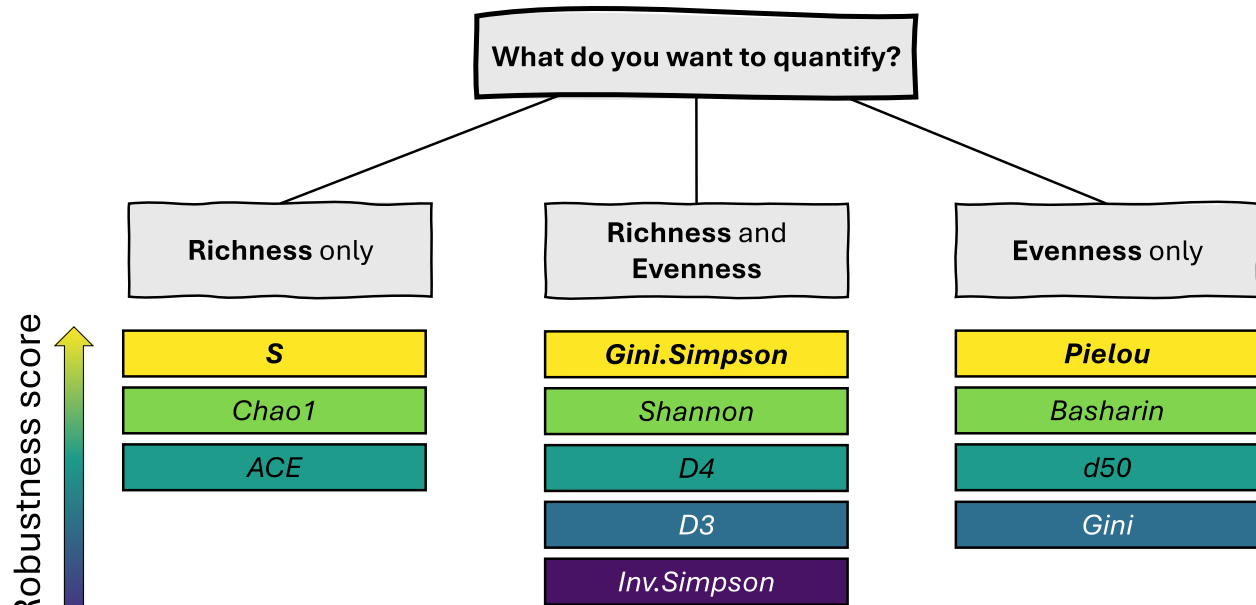 What do you want to quantify?
Richness only
Richness and
Evenness
Evenness only
Robustness score
S
Chao1
ACE
Gini.Simpson
Shannon
D4
D3
Inv.Simpson
Pielou
Basharin
d50
Gini